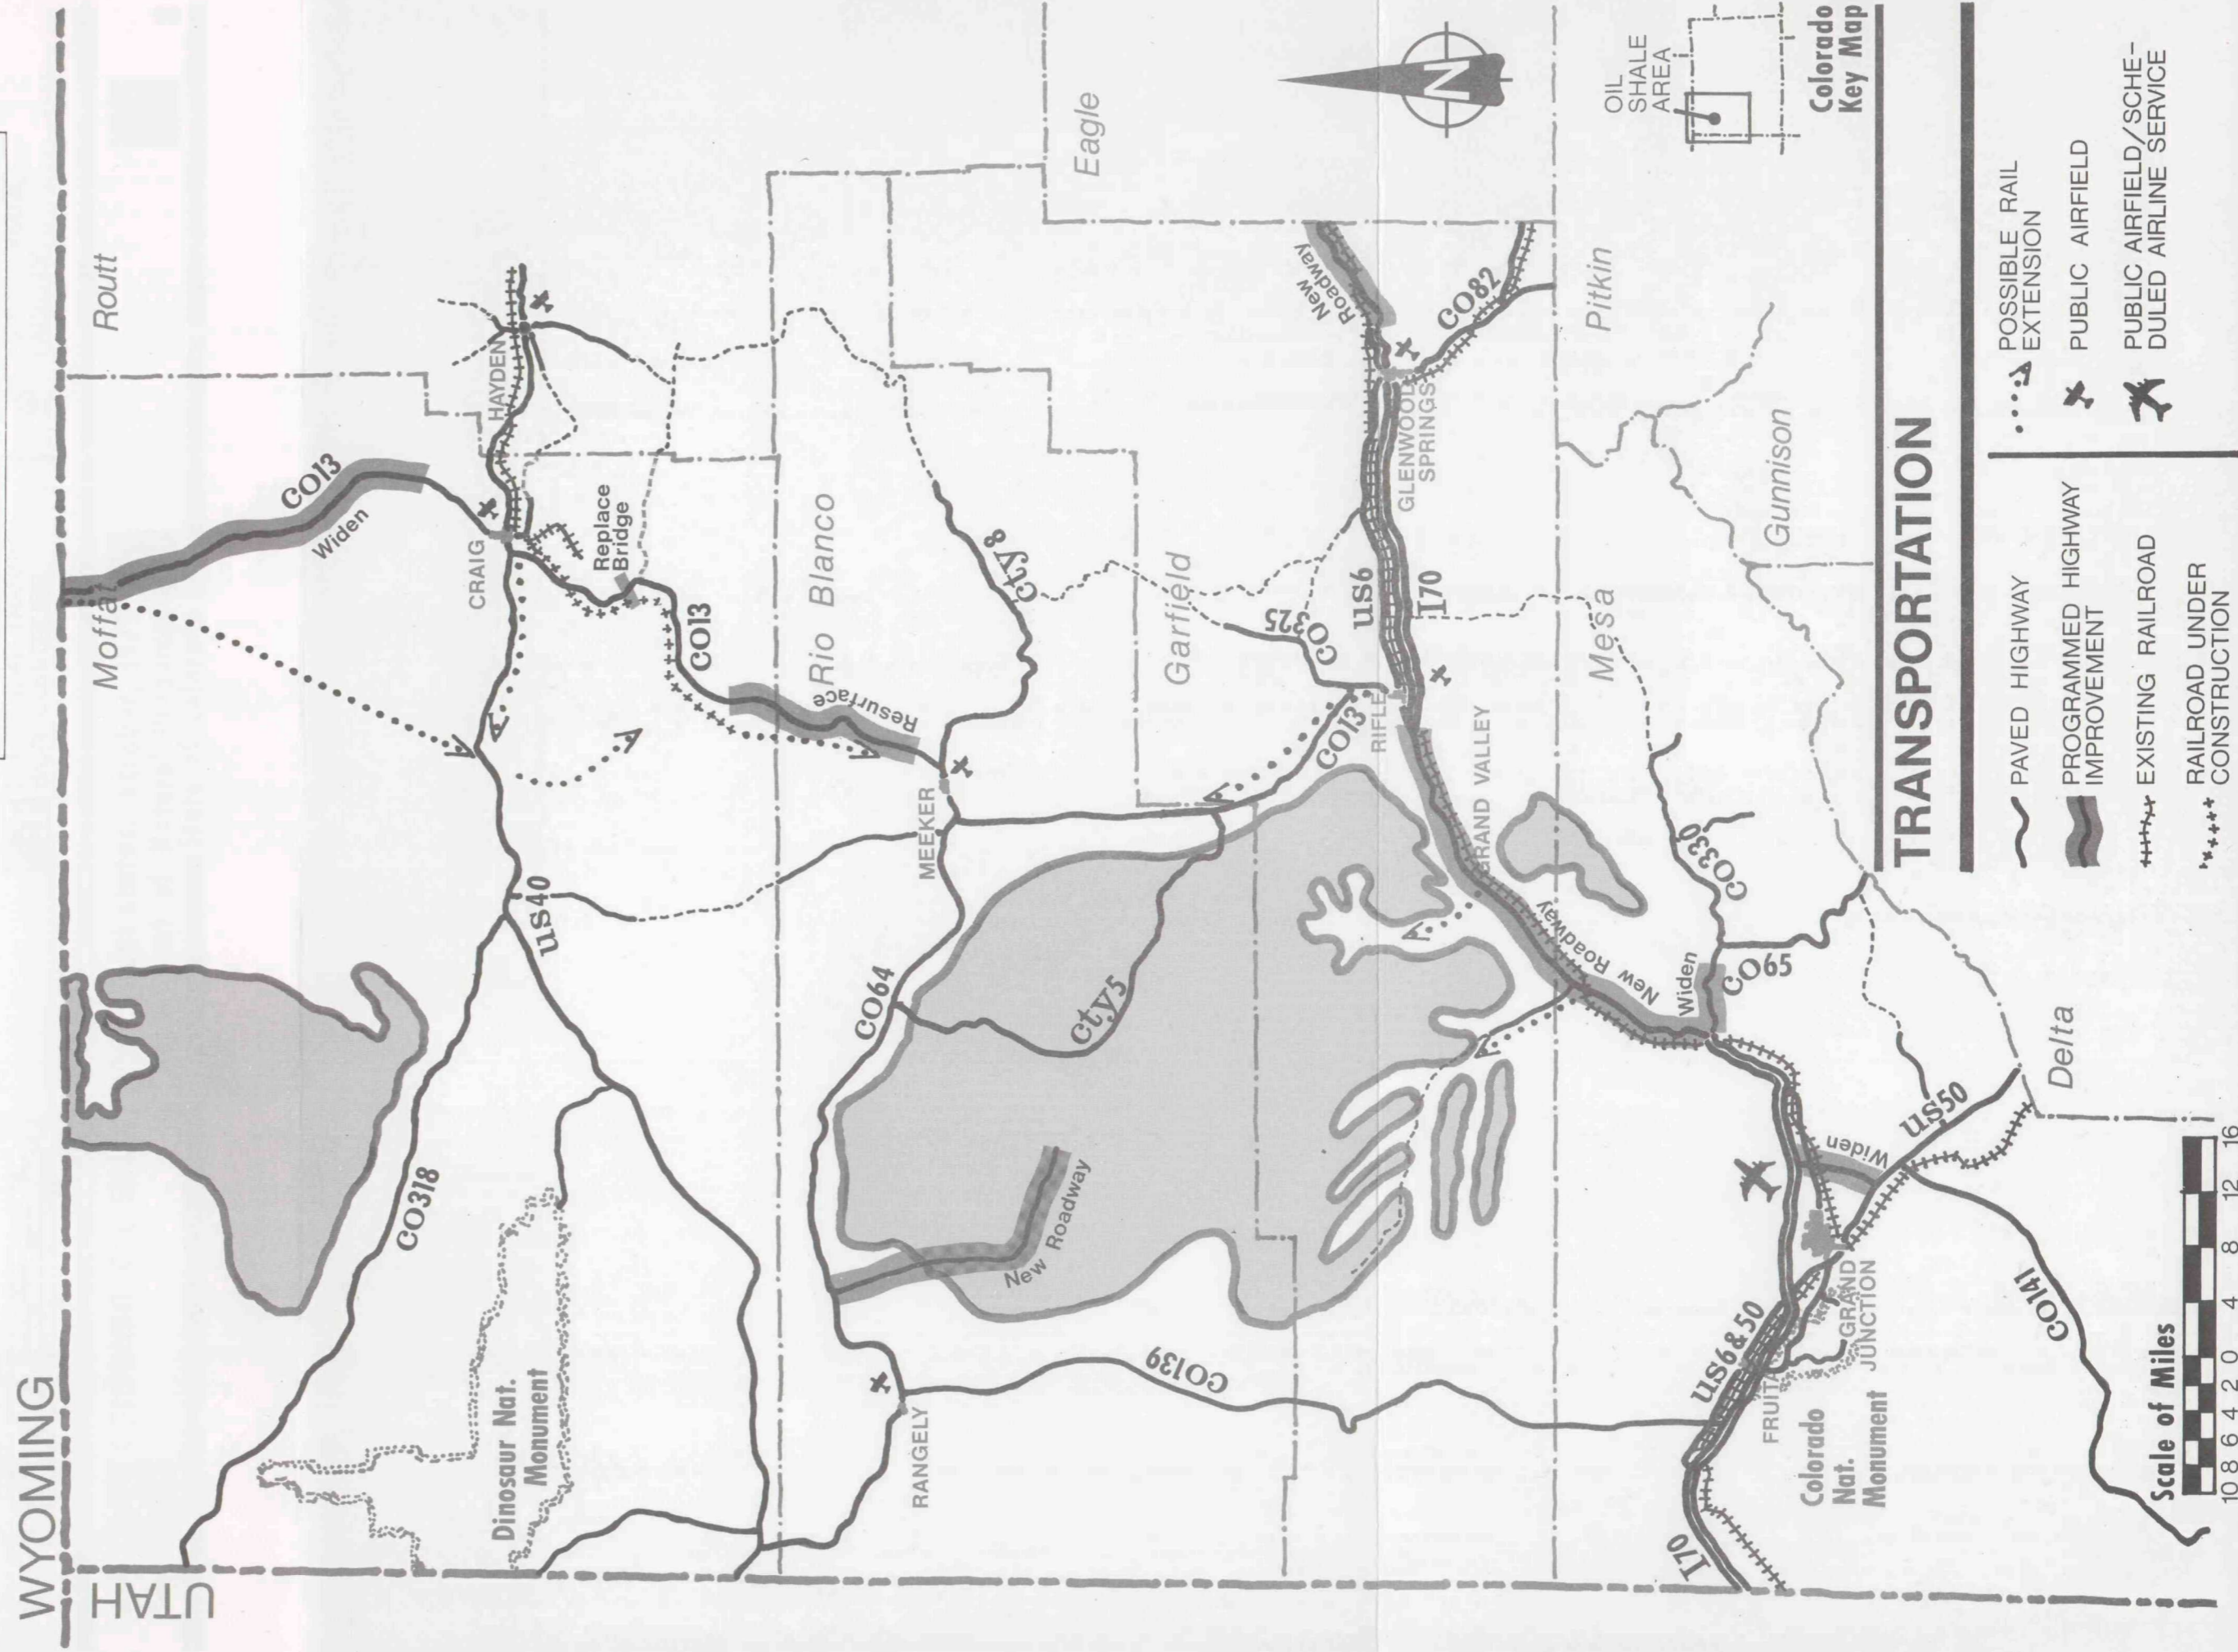 WYOMING
UTAH
Routt
Moffat
CO13
Widen
HAYDEN
CRAIG
Replace
Bridge
CO13
Resurface
us40
CO318
Dinosaur Nat.
Monument
Rio Blanco
Eagle
MEEKER
cty 8
CO64
cty5
New Roadway
RANGELY
CO139
Garfield
CO325
us6
I70
New
Roadway
GLENWOOD
SPRINGS
CO82
RIFLE
CO13
GRAND VALLEY
New Roadway
Pitkin
Mesa
CO330
Widen
CO65
Gunnison
Delta
us50
Widen
us6&50
I70
FRUITA
GRAND
JUNCTION
Colorado
Nat.
Monument
CO141
N
OIL
SHALE
AREA
Colorado
Key Map
TRANSPORTATION
PAVED HIGHWAY
PROGRAMMED HIGHWAY
IMPROVEMENT
EXISTING RAILROAD
RAILROAD UNDER
CONSTRUCTION
POSSIBLE RAIL
EXTENSION
PUBLIC AIRFIELD
PUBLIC AIRFIELD/SCHE-
DULED AIRLINE SERVICE
Scale of Miles
10 8 6 4 2 0 4 8 12 16